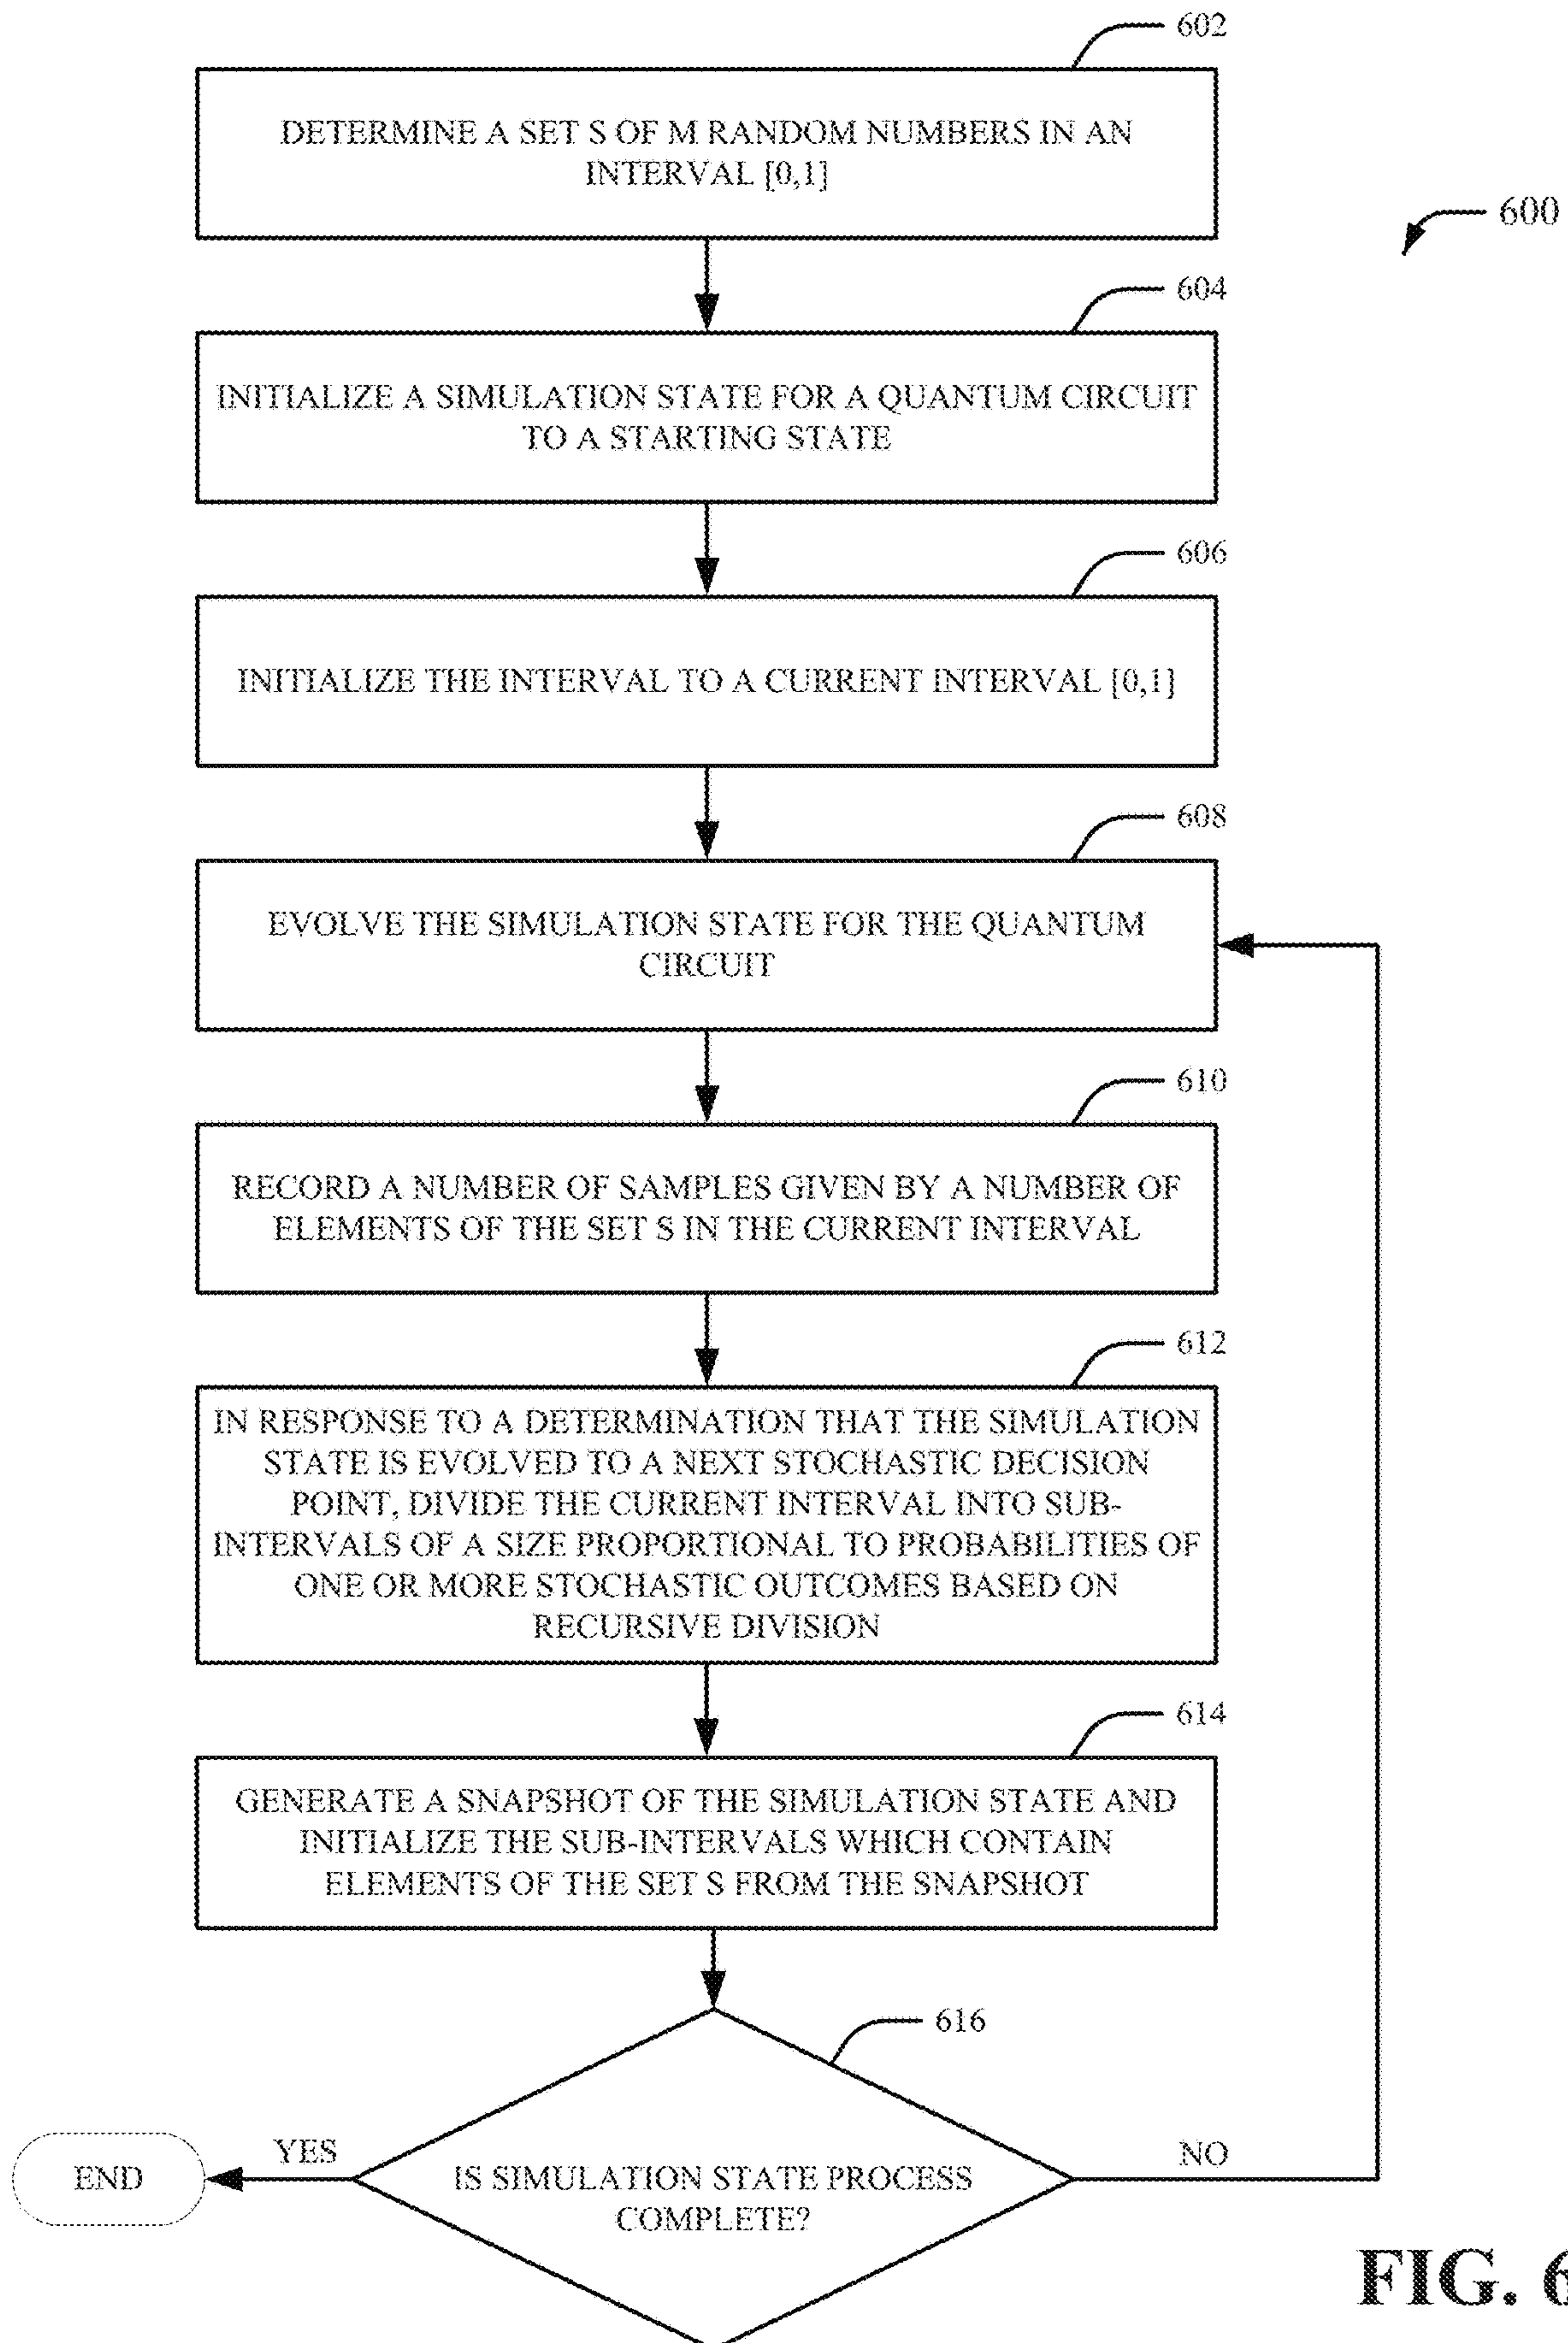 602
DETERMINE A SET S OF M RANDOM NUMBERS IN AN
INTERVAL [0,1]
600
604
INITIALIZE A SIMULATION STATE FOR A QUANTUM CIRCUIT
TO A STARTING STATE
606
INITIALIZE THE INTERVAL TO A CURRENT INTERVAL [0,1]
608
EVOLVE THE SIMULATION STATE FOR THE QUANTUM
CIRCUIT
610
RECORD A NUMBER OF SAMPLES GIVEN BY A NUMBER OF
ELEMENTS OF THE SET S IN THE CURRENT INTERVAL
612
IN RESPONSE TO A DETERMINATION THAT THE SIMULATION
STATE IS EVOLVED TO A NEXT STOCHASTIC DECISION
POINT, DIVIDE THE CURRENT INTERVAL INTO SUB-
INTERVALS OF A SIZE PROPORTIONAL TO PROBABILITIES OF
ONE OR MORE STOCHASTIC OUTCOMES BASED ON
RECURSIVE DIVISION
614
GENERATE A SNAPSHOT OF THE SIMULATION STATE AND
INITIALIZE THE SUB-INTERVALS WHICH CONTAIN
ELEMENTS OF THE SET S FROM THE SNAPSHOT
616
YES
NO
END
IS SIMULATION STATE PROCESS
COMPLETE?
FIG. 6